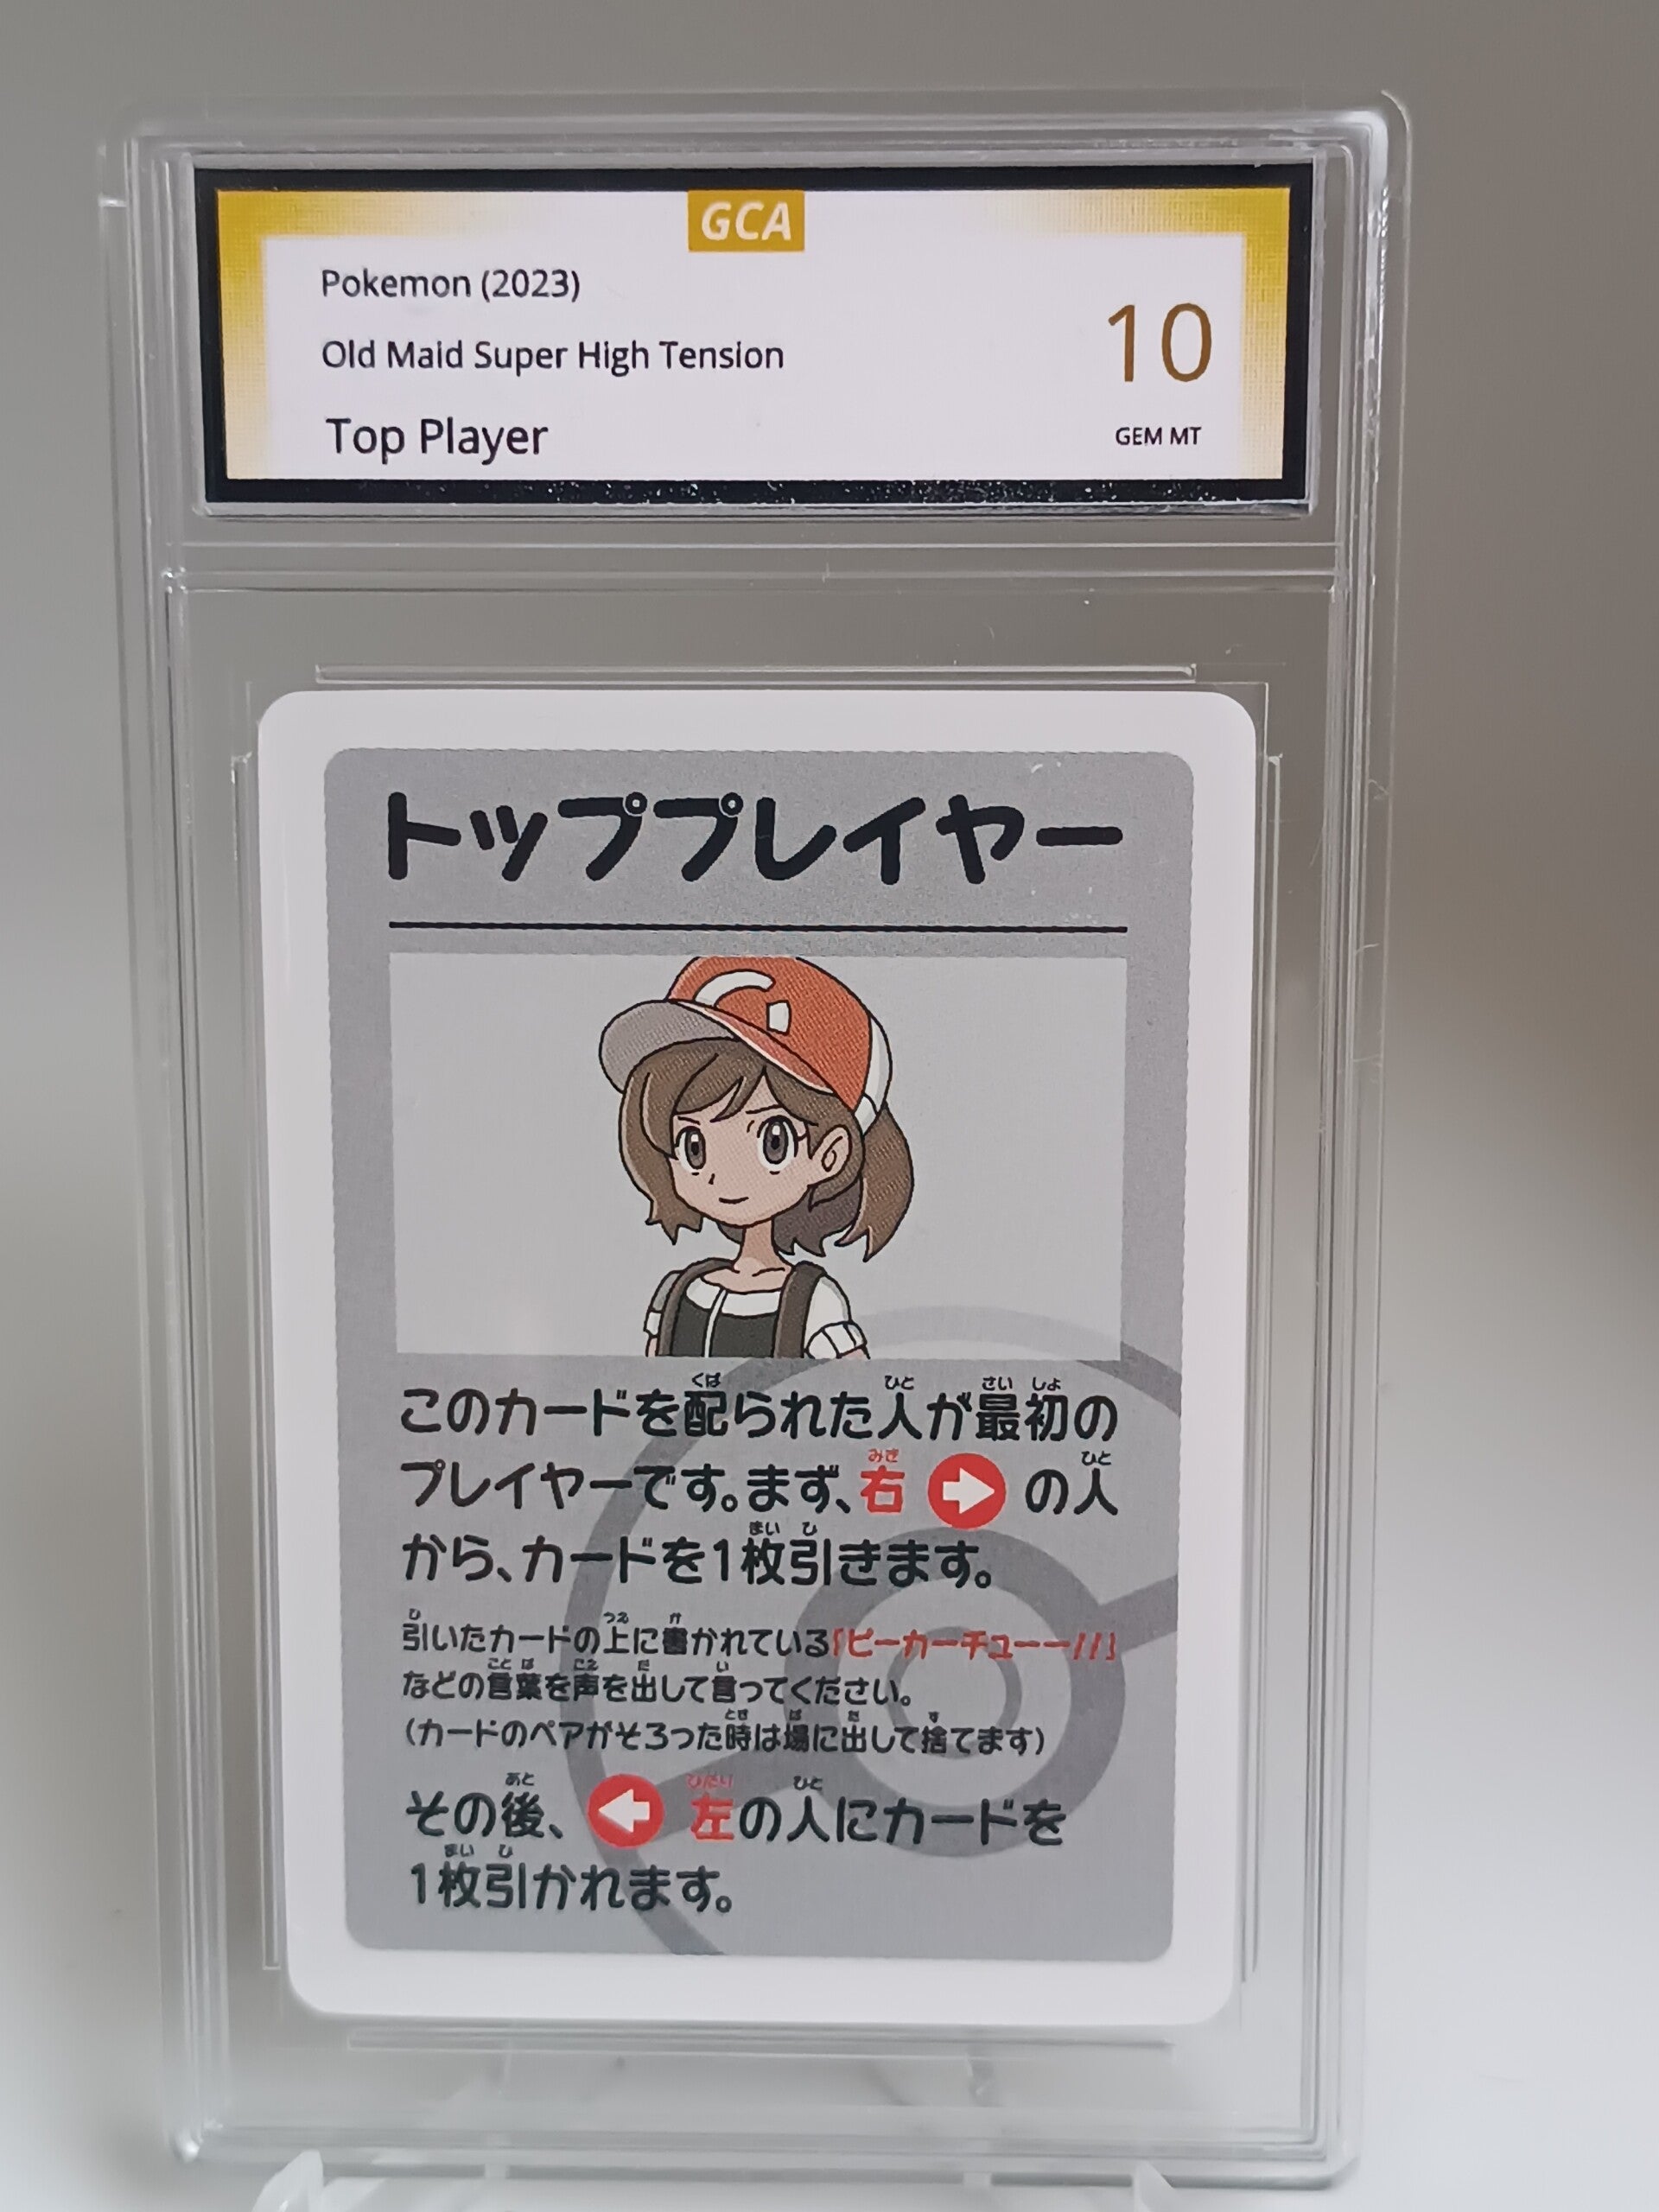 GCA
Pokemon (2023)
Old Maid Super High Tension
Top Player
10
GEM MT
トッププレイヤー
このカードを配られた人が最初の
プレイヤーです。まず、右 の人
から、カードを1枚引きます。
引いたカードの上に書かれている「ピーカーチューー!!」
などの言葉を声を出して言ってください。
(カードのペアがそろった時は場に出して捨てます)
その後、 左の人にカードを
1枚引かれます。